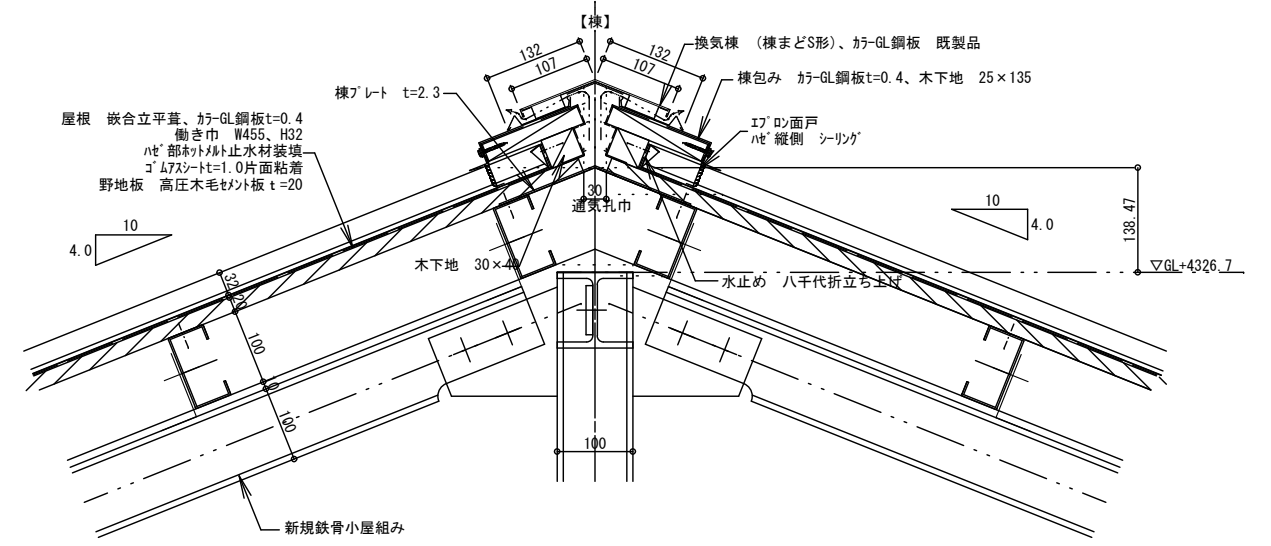 【棟】
換気棟　(棟まどS形)、カラーGL鋼板　既製品
132
132
107
107
棟包み　カラーGL鋼板t=0.4、木下地　25×135
棟プレート　t=2.3
屋根　嵌合立平葺、カラーGL鋼板t=0.4
働き巾　W455、H32
ハゼ部ホットメルト止水材装填
ゴムアスシートt=1.0片面粘着
野地板　高圧木毛セメント板 t=20
エプロン面戸
ハゼ縦側　シーリング
30
通気孔巾
10
4.0
10
4.0
138.47
▽GL+4326.7
木下地　30×40
水止め　八千代折立ち上げ
32
20
100
100
100
新規鉄骨小屋組み